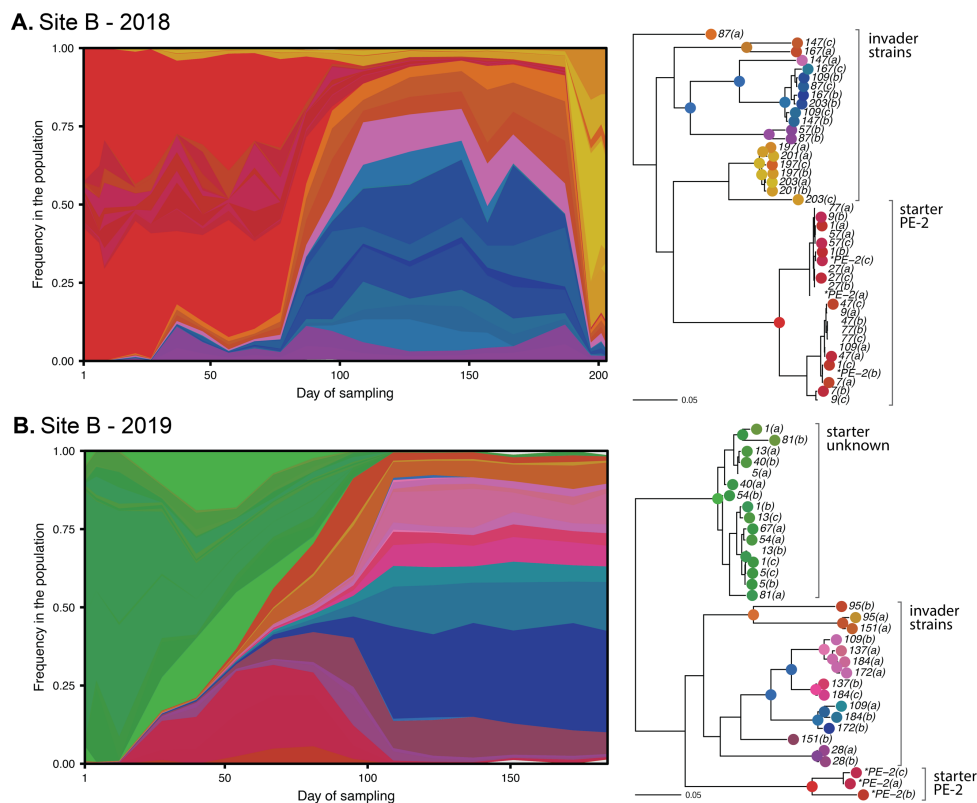 A. Site B - 2018
1.00
0.75
0.50
0.25
0.00
Frequency in the population
1
50
100
150
200
Day of sampling
87(a)
147(c)
167(a)
147(a)
167(c)
109(b)
87(c)
167(b)
203(b)
109(c)
147(b)
57(b)
87(b)
197(a)
201(a)
197(c)
197(b)
203(a)
201(b)
203(c)
invader
strains
77(a)
9(b)
1(a)
57(a)
57(c)
1(b)
*PE-2(c)
27(a)
27(c)
27(b)
*PE-2(a)
47(c)
9(a)
47(b)
77(b)
77(c)
109(a)
47(a)
1(c)
*PE-2(b)
7(a)
7(b)
9(c)
starter
PE-2
0.05
B. Site B - 2019
1.00
0.75
0.50
0.25
0.00
Frequency in the population
1
50
100
150
Day of sampling
1(a)
81(b)
13(a)
40(b)
5(a)
40(a)
54(b)
1(b)
13(c)
67(a)
54(a)
13(b)
1(c)
5(c)
5(b)
81(a)
starter
unknown
95(b)
95(a)
151(a)
109(b)
137(a)
184(a)
172(a)
137(b)
184(c)
109(a)
184(b)
172(b)
151(b)
28(a)
28(b)
invader
strains
*PE-2(c)
*PE-2(a)
*PE-2(b)
starter
PE-2
0.05